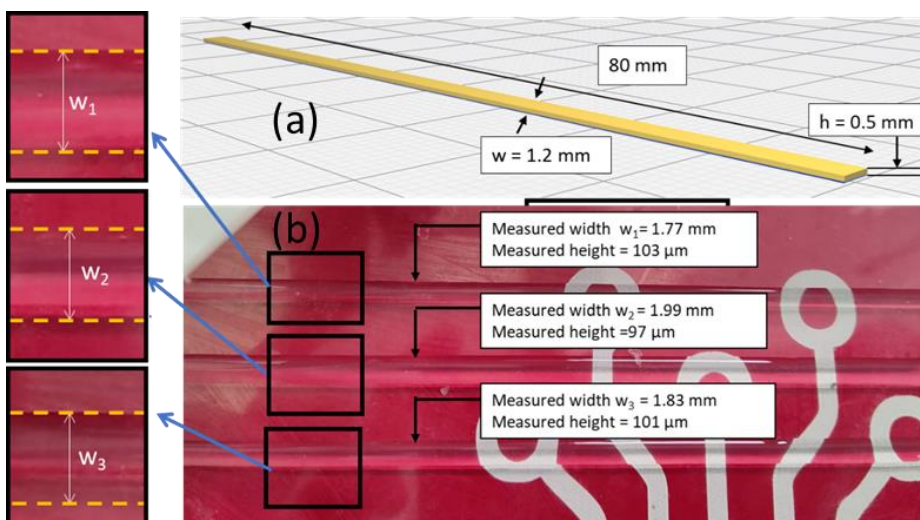 w₁
w₂
w₃
(a)
80 mm
w = 1.2 mm
h = 0.5 mm
(b)
Measured width w₁= 1.77 mm
Measured height = 103 µm
Measured width w₂ = 1.99 mm
Measured height =97 µm
Measured width w₃ = 1.83 mm
Measured height = 101 µm